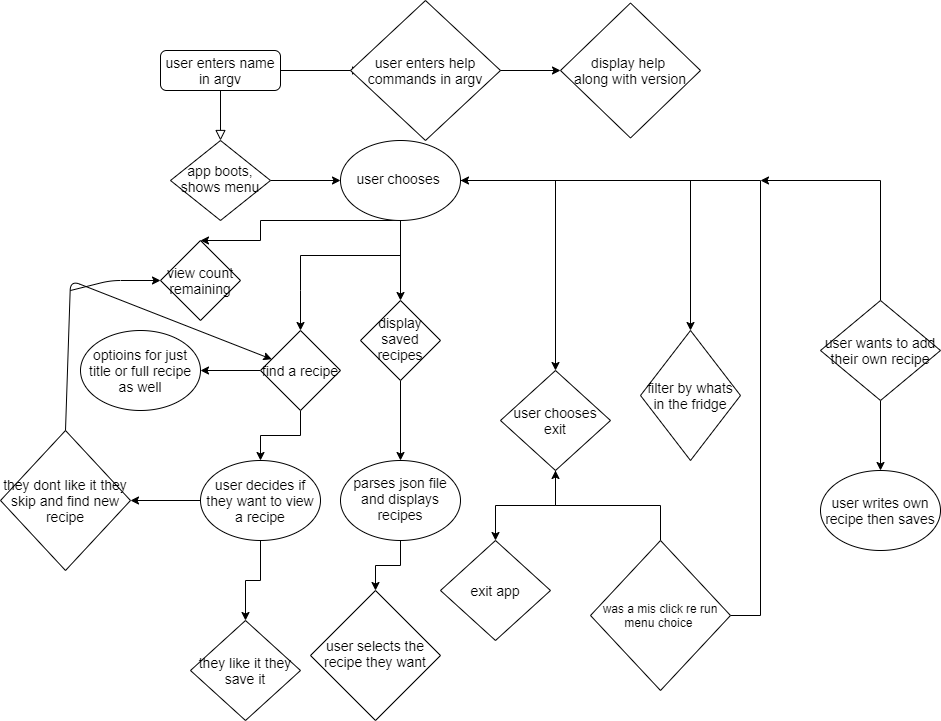 user enters name
in argv
user enters help
commands in argv
display help
along with version
app boots,
shows menu
user chooses
view count
remaining
optioins for just
title or full recipe
as well
find a recipe
display
saved
recipes
user chooses
exit
filter by whats
in the fridge
user wants to add
their own recipe
they dont like it they
skip and find new
recipe
user decides if
they want to view
a recipe
parses json file
and displays
recipes
user writes own
recipe then saves
exit app
was a mis click re run
menu choice
they like it they
save it
user selects the
recipe they want